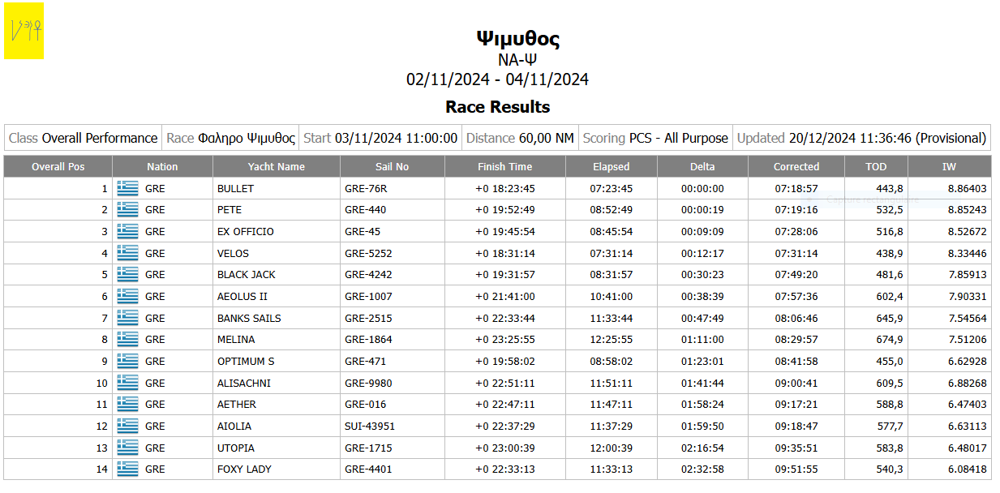 Ψιμυθος
ΝΑ-Ψ
02/11/2024 - 04/11/2024
Race Results
Class Overall Performance Race Φαληρο Ψιμυθος Start 03/11/2024 11:00:00 Distance 60,00 NM Scoring PCS - All Purpose Updated 20/12/2024 11:36:46 (Provisional)
Overall Pos Nation Yacht Name Sail No Finish Time Elapsed Delta Corrected TOD IW
1 GRE BULLET GRE-76R +0 18:23:45 07:23:45 00:00:00 07:18:57 443,8 8.86403
Capture rectangulaire
2 GRE PETE GRE-440 +0 19:52:49 08:52:49 00:00:19 07:19:16 532,5 8.85243
3 GRE EX OFFICIO GRE-45 +0 19:45:54 08:45:54 00:09:09 07:28:06 516,8 8.52672
4 GRE VELOS GRE-5252 +0 18:31:14 07:31:14 00:12:17 07:31:14 438,9 8.33446
5 GRE BLACK JACK GRE-4242 +0 19:31:57 08:31:57 00:30:23 07:49:20 481,6 7.85913
6 GRE AEOLUS II GRE-1007 +0 21:41:00 10:41:00 00:38:39 07:57:36 602,4 7.90331
7 GRE BANKS SAILS GRE-2515 +0 22:33:44 11:33:44 00:47:49 08:06:46 645,9 7.54564
8 GRE MELINA GRE-1864 +0 23:25:55 12:25:55 01:11:00 08:29:57 674,9 7.51206
9 GRE OPTIMUM S GRE-471 +0 19:58:02 08:58:02 01:23:01 08:41:58 455,0 6.62928
10 GRE ALISACHNI GRE-9980 +0 22:51:11 11:51:11 01:41:44 09:00:41 609,5 6.88268
11 GRE AETHER GRE-016 +0 22:47:11 11:47:11 01:58:24 09:17:21 588,8 6.47403
12 GRE AIOLIA SUI-43951 +0 22:37:29 11:37:29 01:59:50 09:18:47 577,7 6.63113
13 GRE UTOPIA GRE-1715 +0 23:00:39 12:00:39 02:16:54 09:35:51 583,8 6.48017
14 GRE FOXY LADY GRE-4401 +0 22:33:13 11:33:13 02:32:58 09:51:55 540,3 6.08418